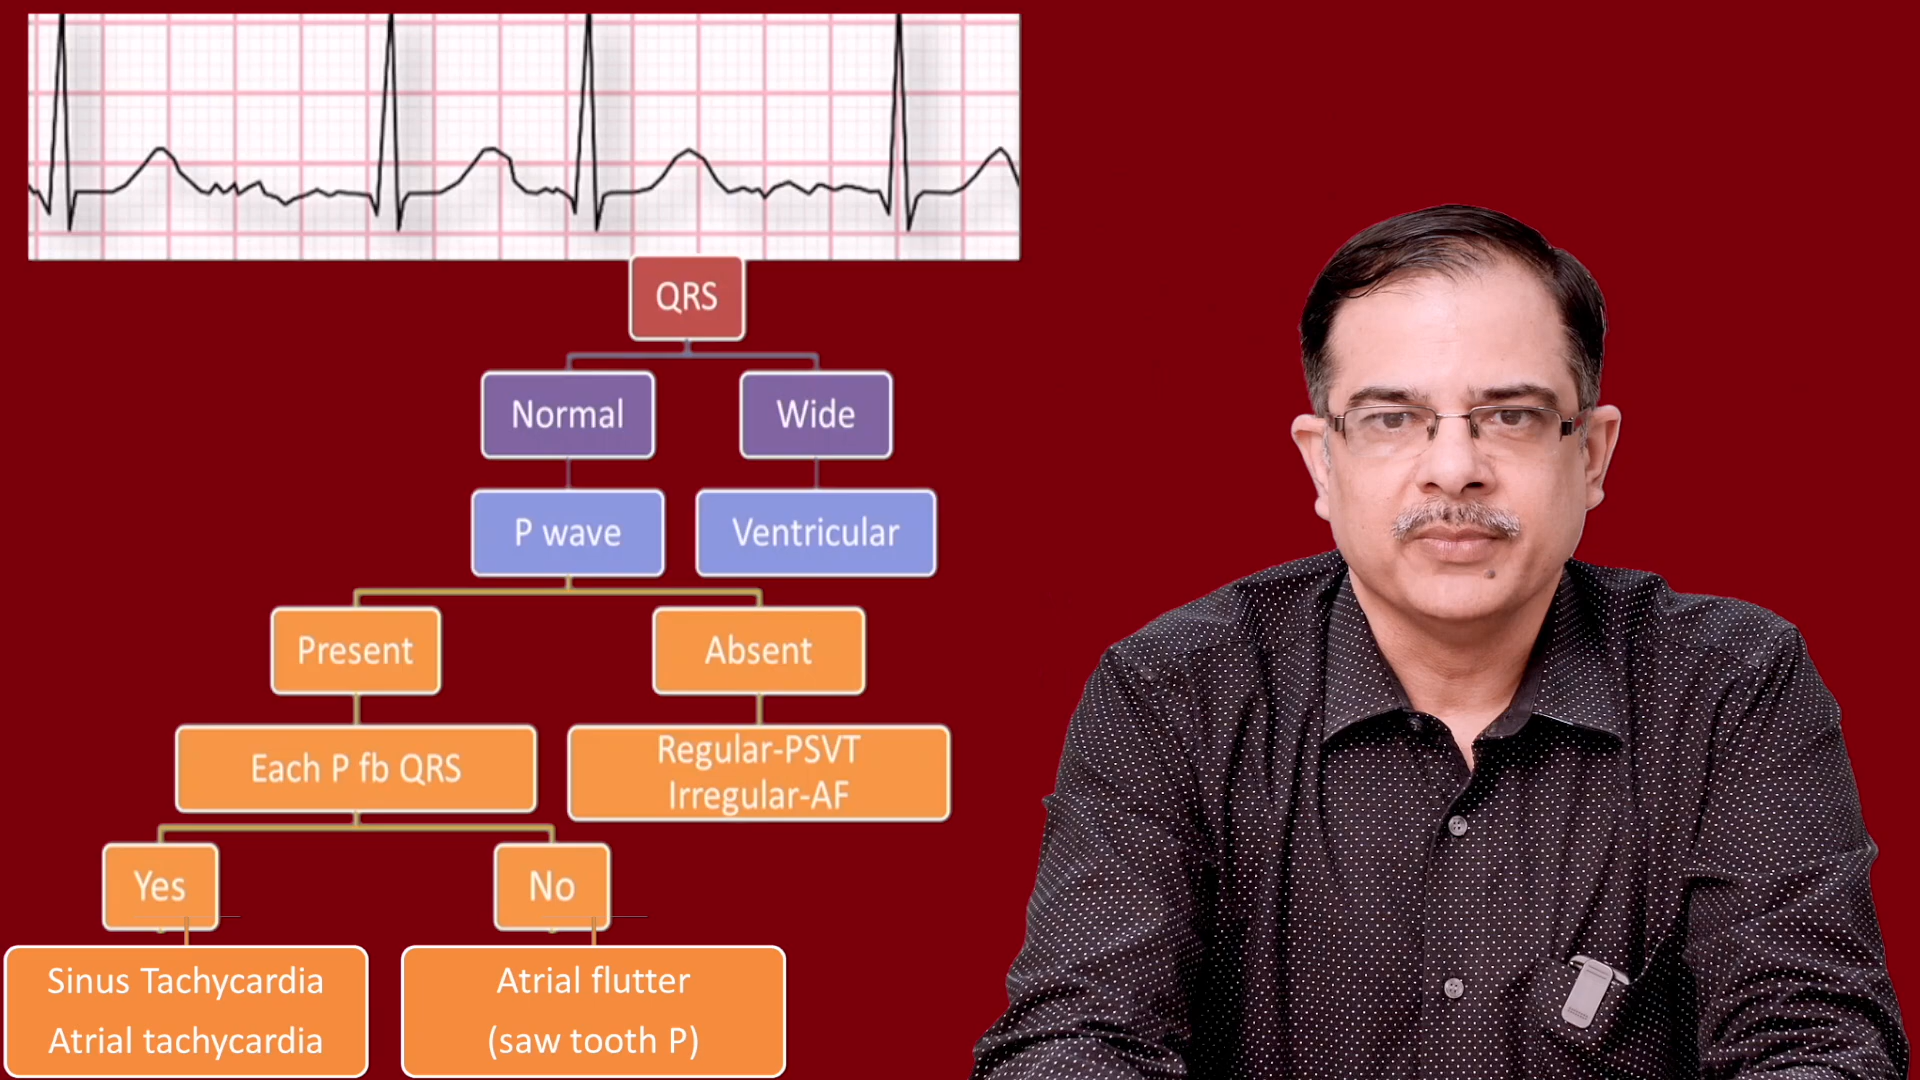 QRS
Normal
Wide
P wave
Ventricular
Present
Absent
Each P fb QRS
Regular-PSVT
Irregular-AF
Yes
No
Sinus Tachycardia
Atrial tachycardia
Atrial flutter
(saw tooth P)